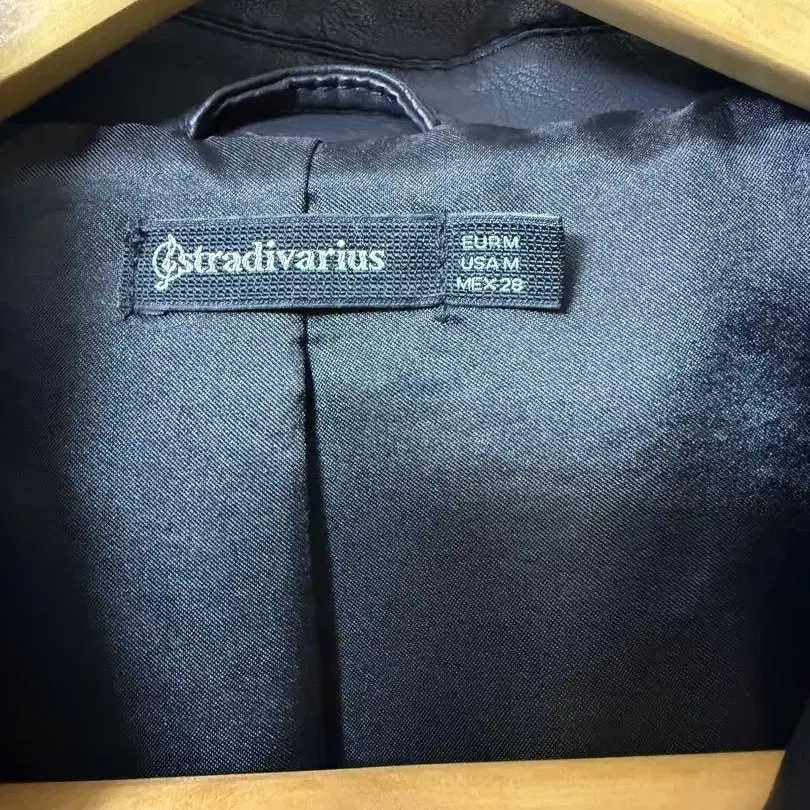 stradivarius
EUR M
USA M
MEX 28